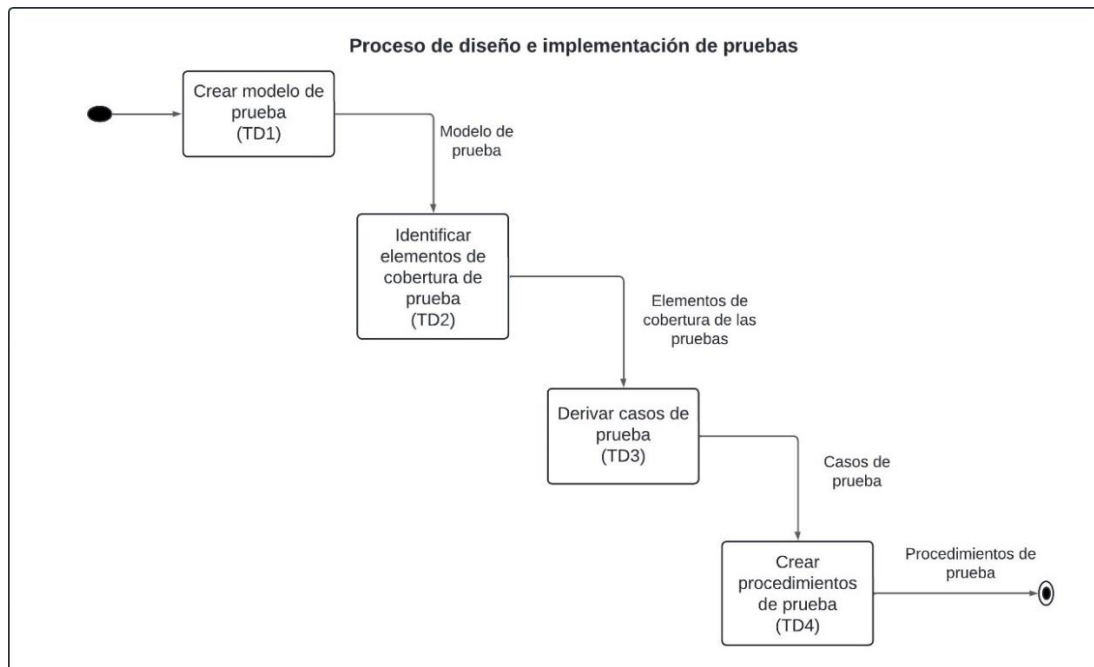 Proceso de diseño e implementación de pruebas
Crear modelo de
prueba
(TD1)
Modelo de
prueba
Identificar
elementos de
cobertura de
prueba
(TD2)
Elementos de
cobertura de las
pruebas
Derivar casos de
prueba
(TD3)
Casos de
prueba
Crear
procedimientos
de prueba
(TD4)
Procedimientos de
prueba